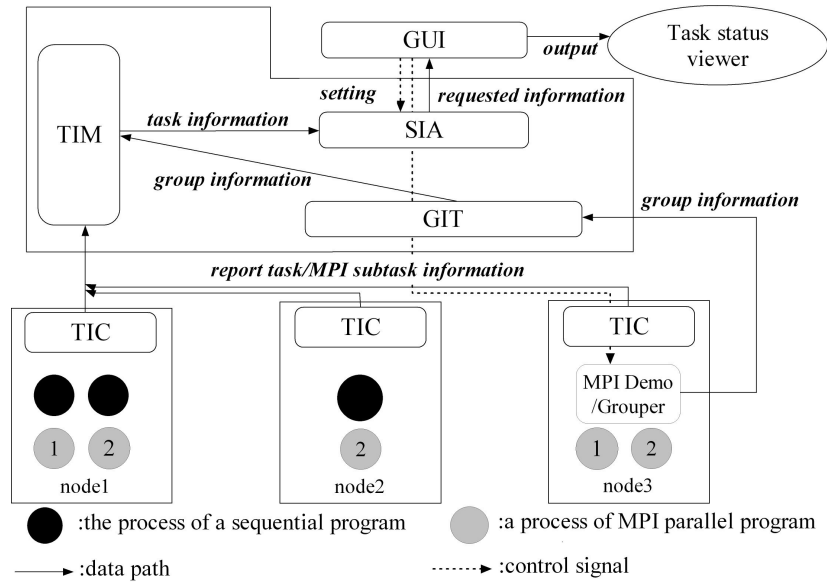 GUI
output
Task status
viewer
setting
requested information
TIM
task information
SIA
group information
GIT
group information
report task/MPI subtask information
TIC
TIC
TIC
MPI Demo
/Grouper
1
2
2
1
2
node1
node2
node3
:the process of a sequential program
:a process of MPI parallel program
:data path
:control signal